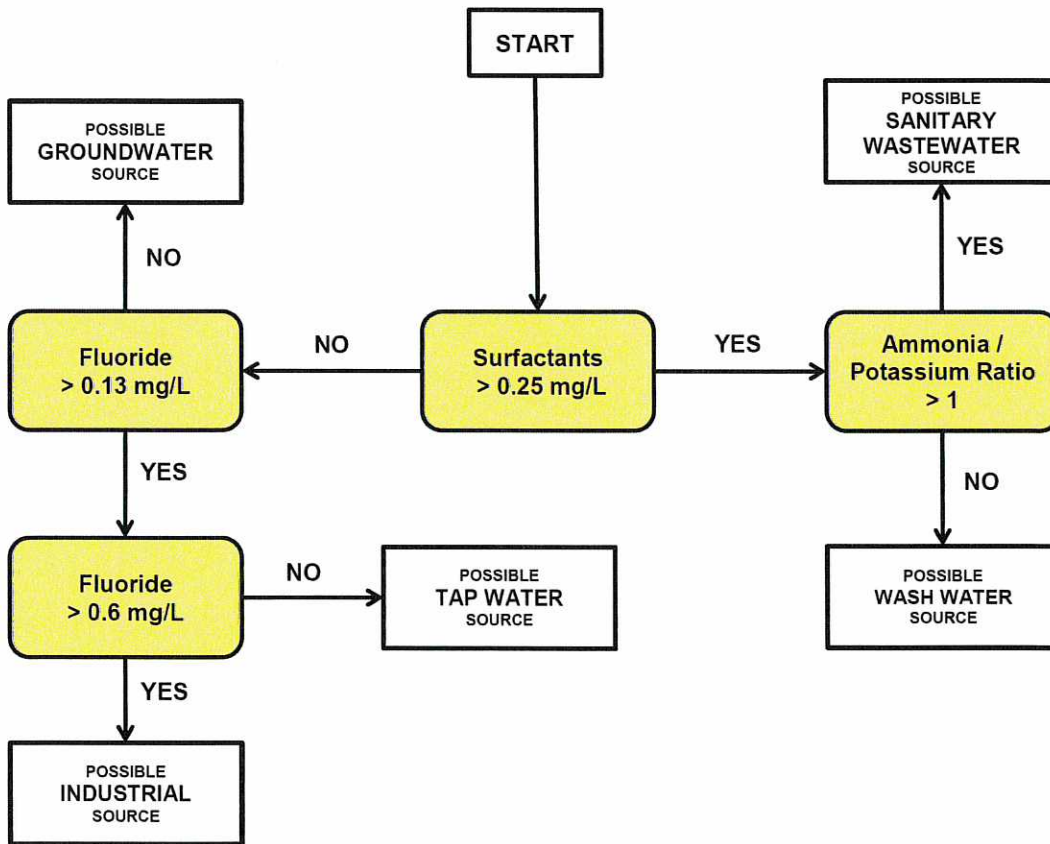 START
POSSIBLE
GROUNDWATER
SOURCE
POSSIBLE
SANITARY
WASTEWATER
SOURCE
NO
YES
Fluoride
> 0.13 mg/L
NO
Surfactants
> 0.25 mg/L
YES
Ammonia /
Potassium Ratio
> 1
YES
NO
Fluoride
> 0.6 mg/L
NO
POSSIBLE
TAP WATER
SOURCE
POSSIBLE
WASH WATER
SOURCE
YES
POSSIBLE
INDUSTRIAL
SOURCE